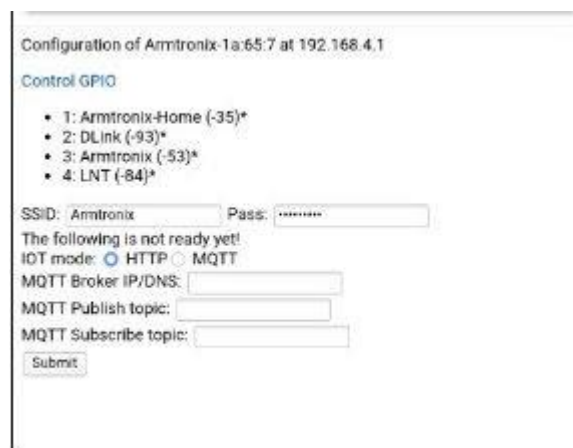 Configuration of Armtronix-1a:65:7 at 192.168.4.1
Control GPIO
• 1: Armtronix-Home (-35)*
• 2: DLink (-93)*
• 3: Armtronix (-53)*
• 4: LNT (-84)*
SSID: Armtronix Pass: ·········
The following is not ready yet!
IOT mode: HTTP MQTT
MQTT Broker IP/DNS:
MQTT Publish topic:
MQTT Subscribe topic:
Submit